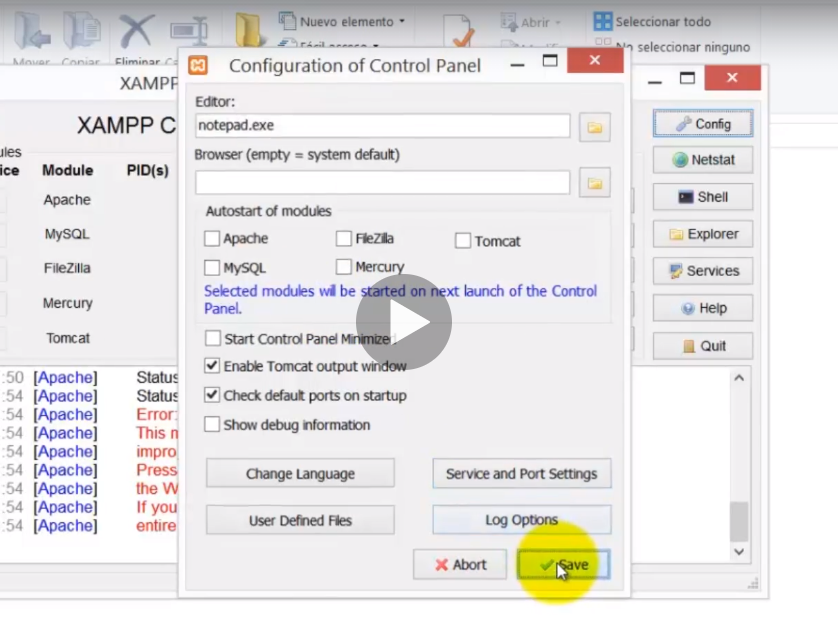 Nuevo elemento
Abrir
Seleccionar todo
Mover
Copiar
Eliminar
Fácil acceso
No seleccionar ninguno
XAMPP
Configuration of Control Panel
XAMPP C
Module PID(s)
Apache
MySQL
FileZilla
Mercury
Tomcat
Editor:
notepad.exe
Browser (empty = system default)
Autostart of modules
Apache FileZilla Tomcat
MySQL Mercury
Selected modules will be started on next launch of the Control
Panel.
Start Control Panel Minimized
Enable Tomcat output window
Check default ports on startup
Show debug information
Change Language Service and Port Settings
User Defined Files Log Options
Abort Save
Config
Netstat
Shell
Explorer
Services
Help
Quit
:50 [Apache] Status
:54 [Apache] Status
:54 [Apache] Error:
:54 [Apache] This
:54 [Apache] impro
:54 [Apache] Press
:54 [Apache] the W
:54 [Apache] If you
:54 [Apache] entire